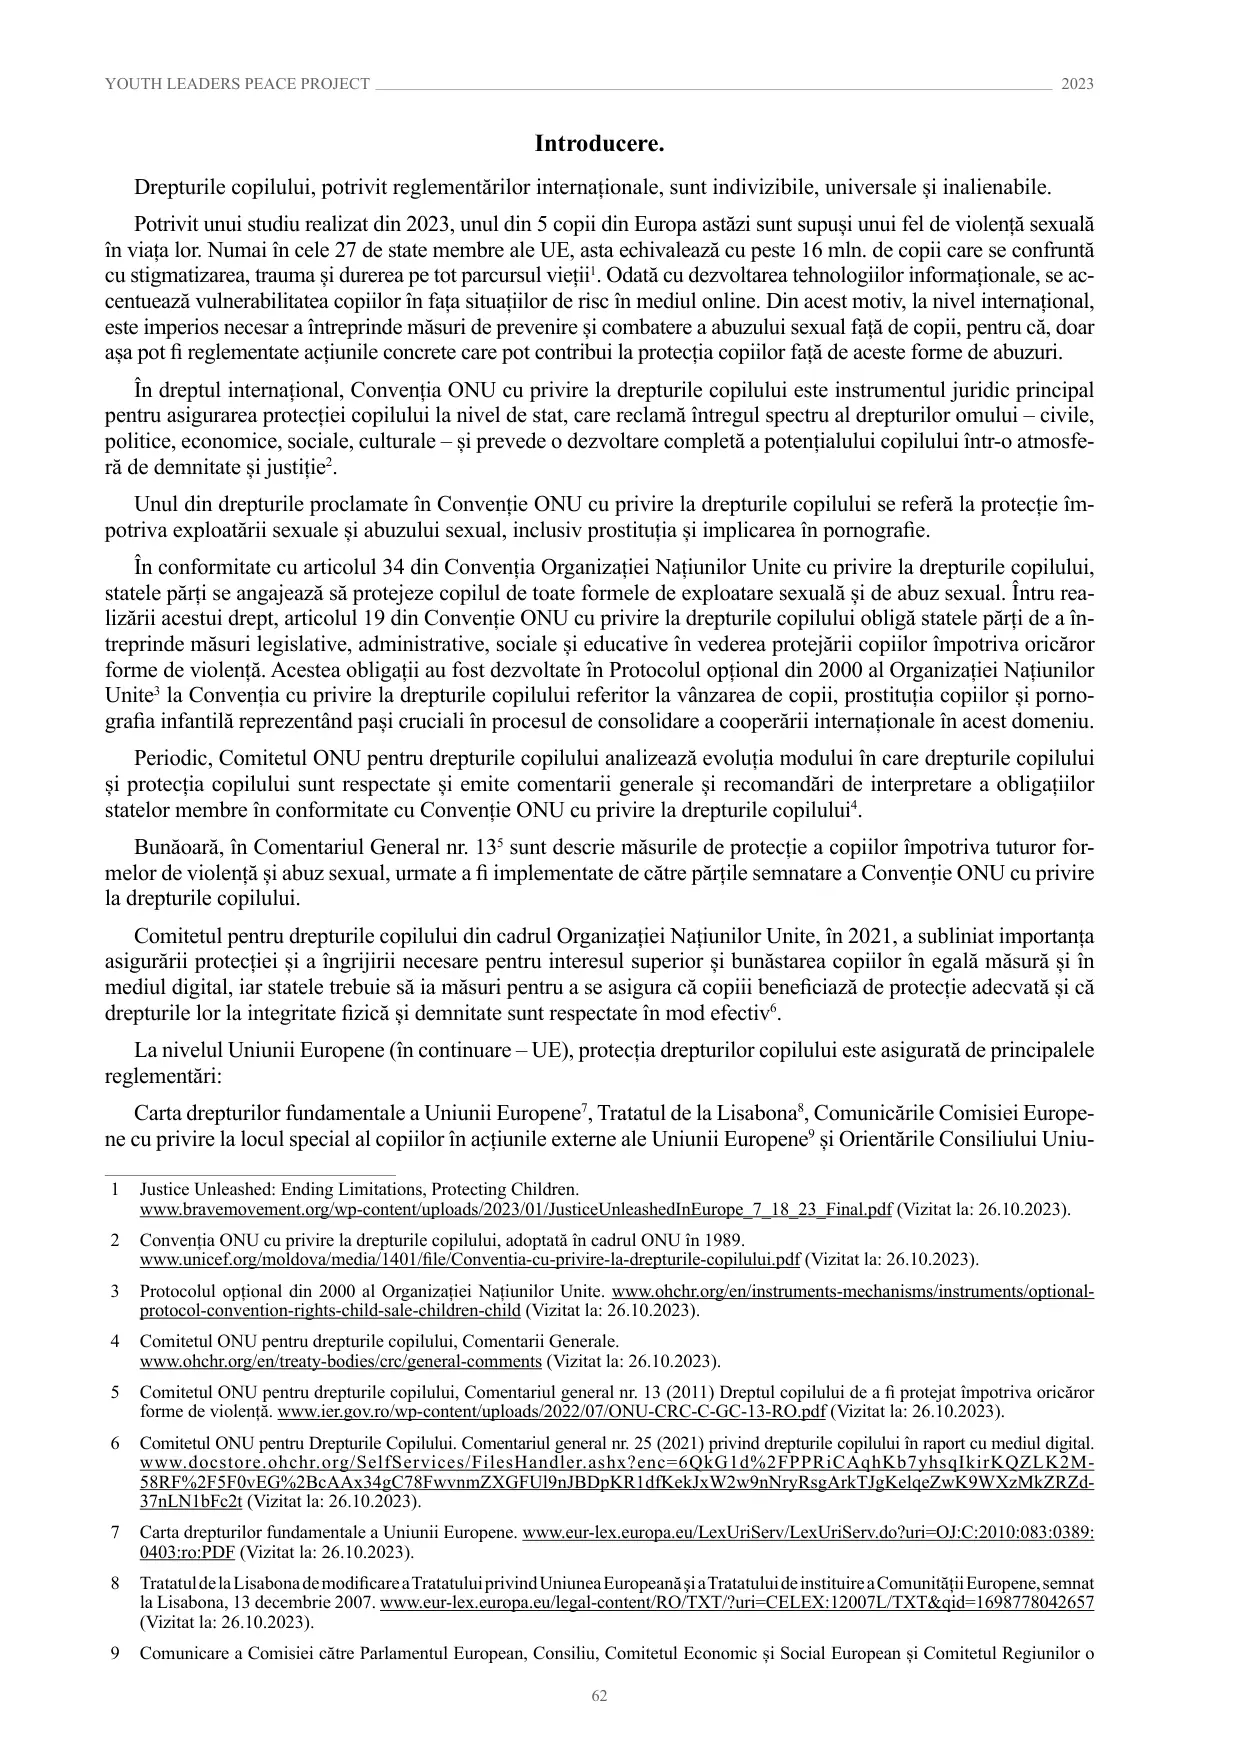 YOUTH LEADERS PEACE PROJECT 2023
Introducere.
Drepturile copilului, potrivit reglementărilor internaționale, sunt indivizibile, universale și inalienabile.
Potrivit unui studiu realizat din 2023, unul din 5 copii din Europa astăzi sunt supuși unui fel de violență sexuală
în viața lor. Numai în cele 27 de state membre ale UE, asta echivalează cu peste 16 mln. de copii care se confruntă
cu stigmatizarea, trauma și durerea pe tot parcursul vieții1. Odată cu dezvoltarea tehnologiilor informaționale, se ac-
centuează vulnerabilitatea copiilor în fața situațiilor de risc în mediul online. Din acest motiv, la nivel internațional,
este imperios necesar a întreprinde măsuri de prevenire și combatere a abuzului sexual față de copii, pentru că, doar
așa pot fi reglementate acțiunile concrete care pot contribui la protecția copiilor față de aceste forme de abuzuri.
În dreptul internațional, Convenția ONU cu privire la drepturile copilului este instrumentul juridic principal
pentru asigurarea protecției copilului la nivel de stat, care reclamă întregul spectru al drepturilor omului – civile,
politice, economice, sociale, culturale – și prevede o dezvoltare completă a potențialului copilului într-o atmosfe-
ră de demnitate și justiție2.
Unul din drepturile proclamate în Convenție ONU cu privire la drepturile copilului se referă la protecție îm-
potriva exploatării sexuale și abuzului sexual, inclusiv prostituția și implicarea în pornografie.
În conformitate cu articolul 34 din Convenția Organizației Națiunilor Unite cu privire la drepturile copilului,
statele părți se angajează să protejeze copilul de toate formele de exploatare sexuală și de abuz sexual. Întru rea-
lizării acestui drept, articolul 19 din Convenție ONU cu privire la drepturile copilului obligă statele părți de a în-
treprinde măsuri legislative, administrative, sociale și educative în vederea protejării copiilor împotriva oricăror
forme de violență. Acestea obligații au fost dezvoltate în Protocolul opțional din 2000 al Organizației Națiunilor
Unite3 la Convenția cu privire la drepturile copilului referitor la vânzarea de copii, prostituția copiilor și porno-
grafia infantilă reprezentând pași cruciali în procesul de consolidare a cooperării internaționale în acest domeniu.
Periodic, Comitetul ONU pentru drepturile copilului analizează evoluția modului în care drepturile copilului
și protecția copilului sunt respectate și emite comentarii generale și recomandări de interpretare a obligațiilor
statelor membre în conformitate cu Convenție ONU cu privire la drepturile copilului4.
Bunăoară, în Comentariul General nr. 135 sunt descrie măsurile de protecție a copiilor împotriva tuturor for-
melor de violență și abuz sexual, urmate a fi implementate de către părțile semnatare a Convenție ONU cu privire
la drepturile copilului.
Comitetul pentru drepturile copilului din cadrul Organizației Națiunilor Unite, în 2021, a subliniat importanța
asigurării protecției și a îngrijirii necesare pentru interesul superior și bunăstarea copiilor în egală măsură și în
mediul digital, iar statele trebuie să ia măsuri pentru a se asigura că copiii beneficiază de protecție adecvată și că
drepturile lor la integritate fizică și demnitate sunt respectate în mod efectiv6.
La nivelul Uniunii Europene (în continuare – UE), protecția drepturilor copilului este asigurată de principalele
reglementări:
Carta drepturilor fundamentale a Uniunii Europene7, Tratatul de la Lisabona8, Comunicările Comisiei Europe-
ne cu privire la locul special al copiilor în acțiunile externe ale Uniunii Europene9 și Orientările Consiliului Uniu-
1 Justice Unleashed: Ending Limitations, Protecting Children.
www.bravemovement.org/wp-content/uploads/2023/01/JusticeUnleashedInEurope_7_18_23_Final.pdf (Vizitat la: 26.10.2023).
2 Convenția ONU cu privire la drepturile copilului, adoptată în cadrul ONU în 1989.
www.unicef.org/moldova/media/1401/file/Conventia-cu-privire-la-drepturile-copilului.pdf (Vizitat la: 26.10.2023).
3 Protocolul opțional din 2000 al Organizației Națiunilor Unite. www.ohchr.org/en/instruments-mechanisms/instruments/optional-
protocol-convention-rights-child-sale-children-child (Vizitat la: 26.10.2023).
4 Comitetul ONU pentru drepturile copilului, Comentarii Generale.
www.ohchr.org/en/treaty-bodies/crc/general-comments (Vizitat la: 26.10.2023).
5 Comitetul ONU pentru drepturile copilului, Comentariul general nr. 13 (2011) Dreptul copilului de a fi protejat împotriva oricăror
forme de violență. www.ier.gov.ro/wp-content/uploads/2022/07/ONU-CRC-C-GC-13-RO.pdf (Vizitat la: 26.10.2023).
6 Comitetul ONU pentru Drepturile Copilului. Comentariul general nr. 25 (2021) privind drepturile copilului în raport cu mediul digital.
www.docstore.ohchr.org/SelfServices/FilesHandler.ashx?enc=6QkG1d%2FPPRiCAqhKb7yhsqIkirKQZLK2M-
58RF%2F5F0vEG%2BcAAx34gC78FwvnmZXGFUl9nJBDpKR1dfKekJxW2w9nNryRsgArkTJgKelqeZwK9WXzMkZRZd-
37nLN1bFc2t (Vizitat la: 26.10.2023).
7 Carta drepturilor fundamentale a Uniunii Europene. www.eur-lex.europa.eu/LexUriServ/LexUriServ.do?uri=OJ:C:2010:083:0389:
0403:ro:PDF (Vizitat la: 26.10.2023).
8 Tratatul de la Lisabona de modificare a Tratatului privind Uniunea Europeană şi a Tratatului de instituire a Comunității Europene, semnat
la Lisabona, 13 decembrie 2007. www.eur-lex.europa.eu/legal-content/RO/TXT/?uri=CELEX:12007L/TXT&qid=1698778042657
(Vizitat la: 26.10.2023).
9 Comunicare a Comisiei către Parlamentul European, Consiliu, Comitetul Economic și Social European și Comitetul Regiunilor o
62